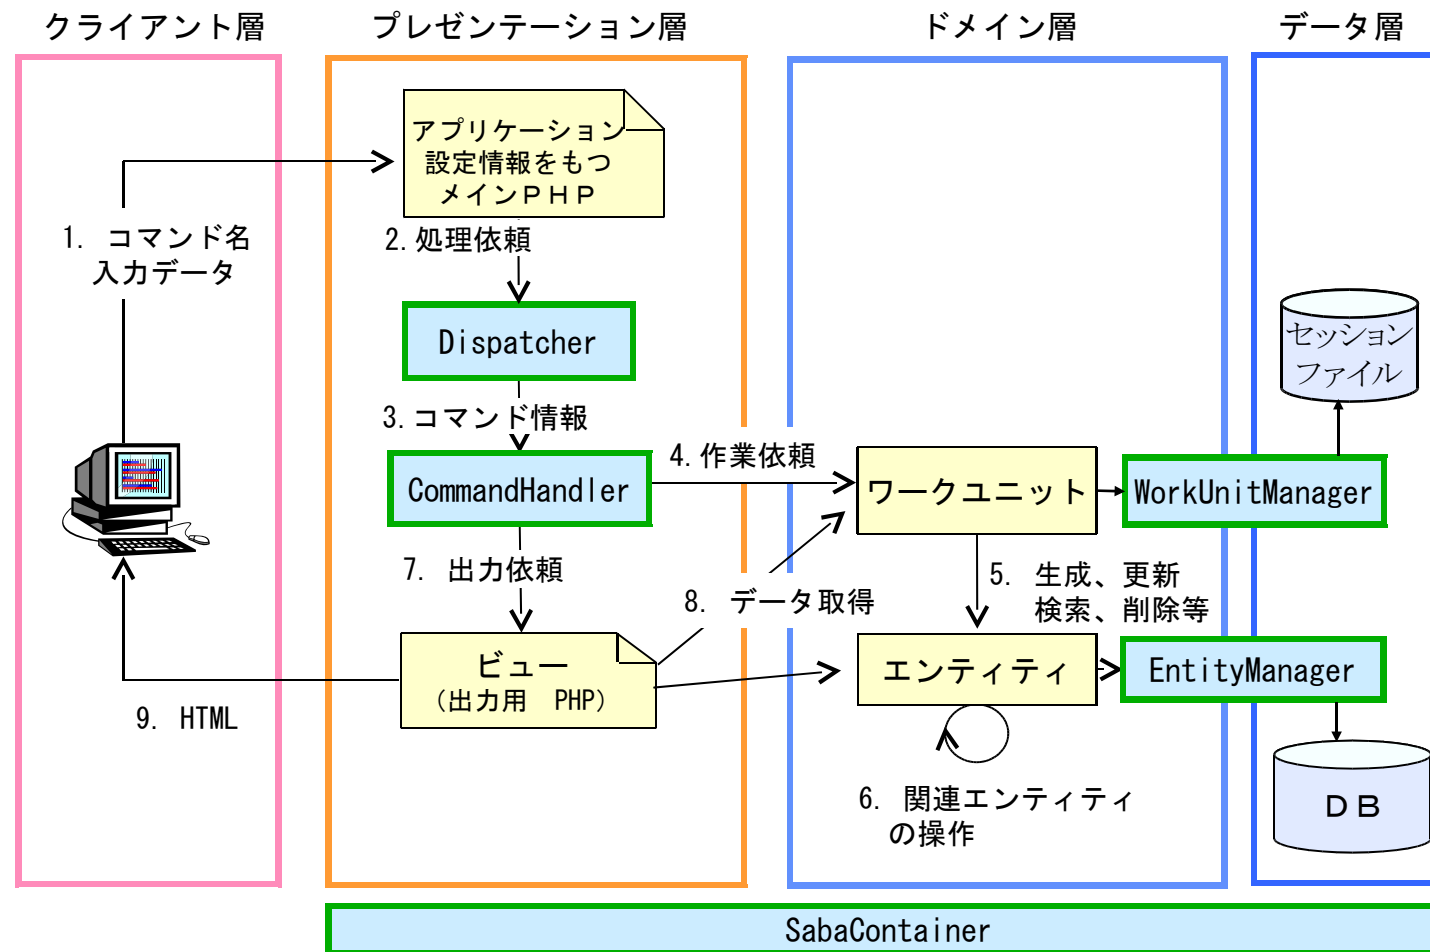 クライアント層
プレゼンテーション層
ドメイン層
データ層
アプリケーション
設定情報をもつ
メインＰＨＰ
1. コマンド名
入力データ
2.処理依頼
Dispatcher
セッション
ファイル
3.コマンド情報
4.作業依頼
CommandHandler
ワークユニット
WorkUnitManager
7. 出力依頼
8. データ取得
5. 生成、更新
検索、削除等
ビュー
（出力用　PHP）
エンティティ
EntityManager
9. HTML
6. 関連エンティティ
の操作
ＤＢ
SabaContainer